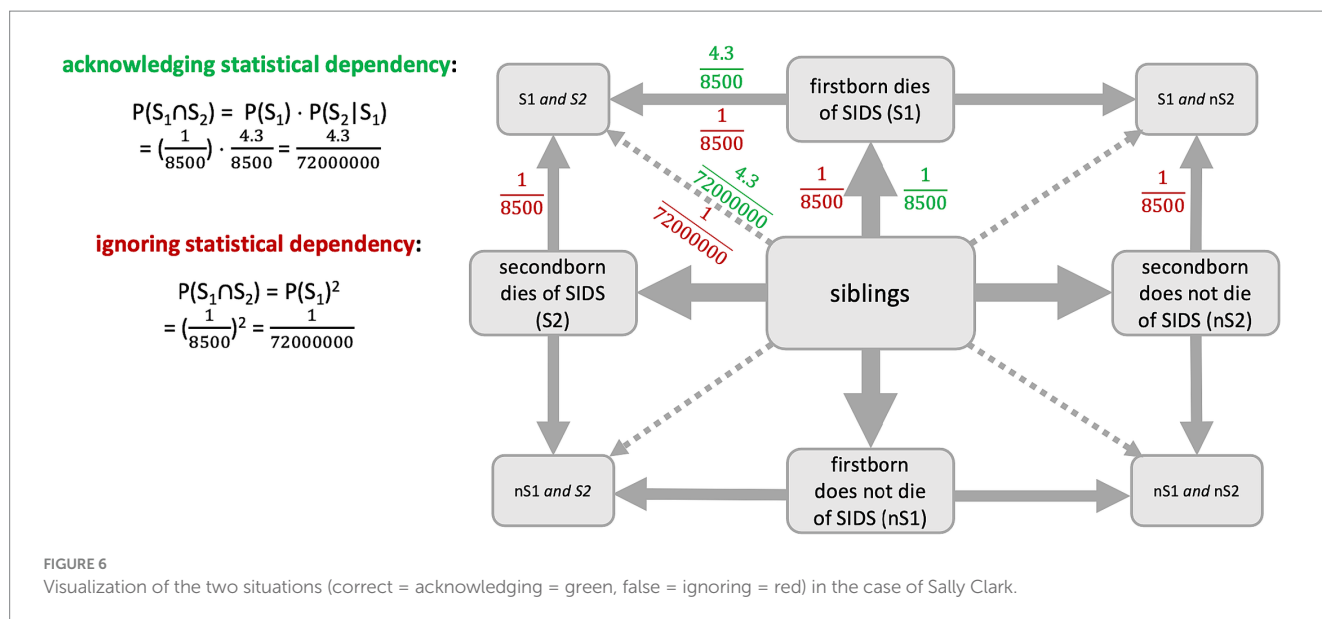 acknowledging statistical dependency:
P(S₁∩S₂) = P(S₁) · P(S₂|S₁)
= (1/8500) · 4.3/8500 = 4.3/72000000
ignoring statistical dependency:
P(S₁∩S₂) = P(S₁)²
= (1/8500)² = 1/72000000
S1 and S2
4.3/8500
1/8500
firstborn dies
of SIDS (S1)
S1 and nS2
1/8500
4.3/72000000
1/72000000
1/8500
1/8500
1/8500
secondborn
dies of SIDS
(S2)
siblings
secondborn
does not die
of SIDS (nS2)
nS1 and S2
firstborn
does not die
of SIDS (nS1)
nS1 and nS2
FIGURE 6
Visualization of the two situations (correct = acknowledging = green, false = ignoring = red) in the case of Sally Clark.